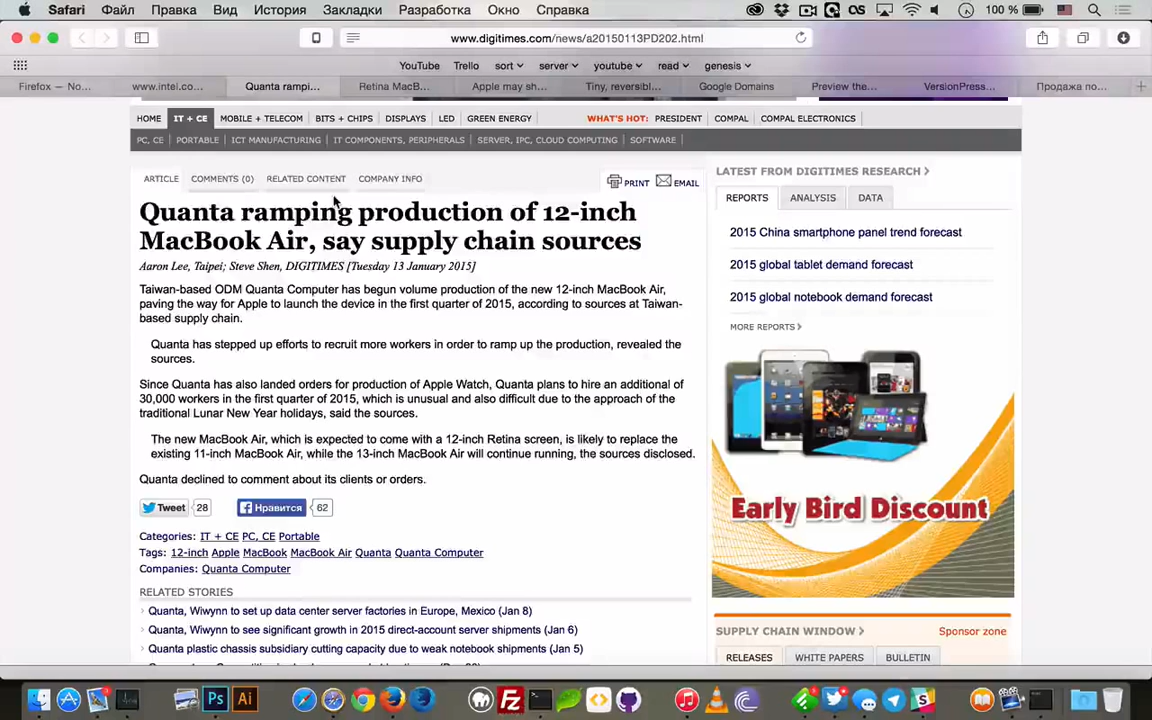 Safari Файл Правка Вид История Закладки Разработка Окно Справка 100 %
www.digitimes.com/news/a20150113PD202.html
YouTube Trello sort server youtube read genesis
Firefox — No... www.intel.co... Quanta rampi... Retina MacB... Apple may sh... Tiny, reversibl... Google Domains Preview the... VersionPress... Продажа по...
HOME IT + CE MOBILE + TELECOM BITS + CHIPS DISPLAYS LED GREEN ENERGY WHAT'S HOT: PRESIDENT COMPAL COMPAL ELECTRONICS
PC, CE PORTABLE ICT MANUFACTURING IT COMPONENTS, PERIPHERALS SERVER, IPC, CLOUD COMPUTING SOFTWARE
ARTICLE COMMENTS (0) RELATED CONTENT COMPANY INFO PRINT EMAIL
Quanta ramping production of 12-inch
MacBook Air, say supply chain sources
Aaron Lee, Taipei; Steve Shen, DIGITIMES [Tuesday 13 January 2015]
Taiwan-based ODM Quanta Computer has begun volume production of the new 12-inch MacBook Air,
paving the way for Apple to launch the device in the first quarter of 2015, according to sources at Taiwan-
based supply chain.
Quanta has stepped up efforts to recruit more workers in order to ramp up the production, revealed the
sources.
Since Quanta has also landed orders for production of Apple Watch, Quanta plans to hire an additional of
30,000 workers in the first quarter of 2015, which is unusual and also difficult due to the approach of the
traditional Lunar New Year holidays, said the sources.
The new MacBook Air, which is expected to come with a 12-inch Retina screen, is likely to replace the
existing 11-inch MacBook Air, while the 13-inch MacBook Air will continue running, the sources disclosed.
Quanta declined to comment about its clients or orders.
Tweet 28 Нравится 62
Categories: IT + CE PC, CE Portable
Tags: 12-inch Apple MacBook MacBook Air Quanta Quanta Computer
Companies: Quanta Computer
RELATED STORIES
Quanta, Wiwynn to set up data center server factories in Europe, Mexico (Jan 8)
Quanta, Wiwynn to see significant growth in 2015 direct-account server shipments (Jan 6)
Quanta plastic chassis subsidiary cutting capacity due to weak notebook shipments (Jan 5)
LATEST FROM DIGITIMES RESEARCH
REPORTS ANALYSIS DATA
2015 China smartphone panel trend forecast
2015 global tablet demand forecast
2015 global notebook demand forecast
MORE REPORTS
Early Bird Discount
SUPPLY CHAIN WINDOW Sponsor zone
RELEASES WHITE PAPERS BULLETIN
Ps Ai